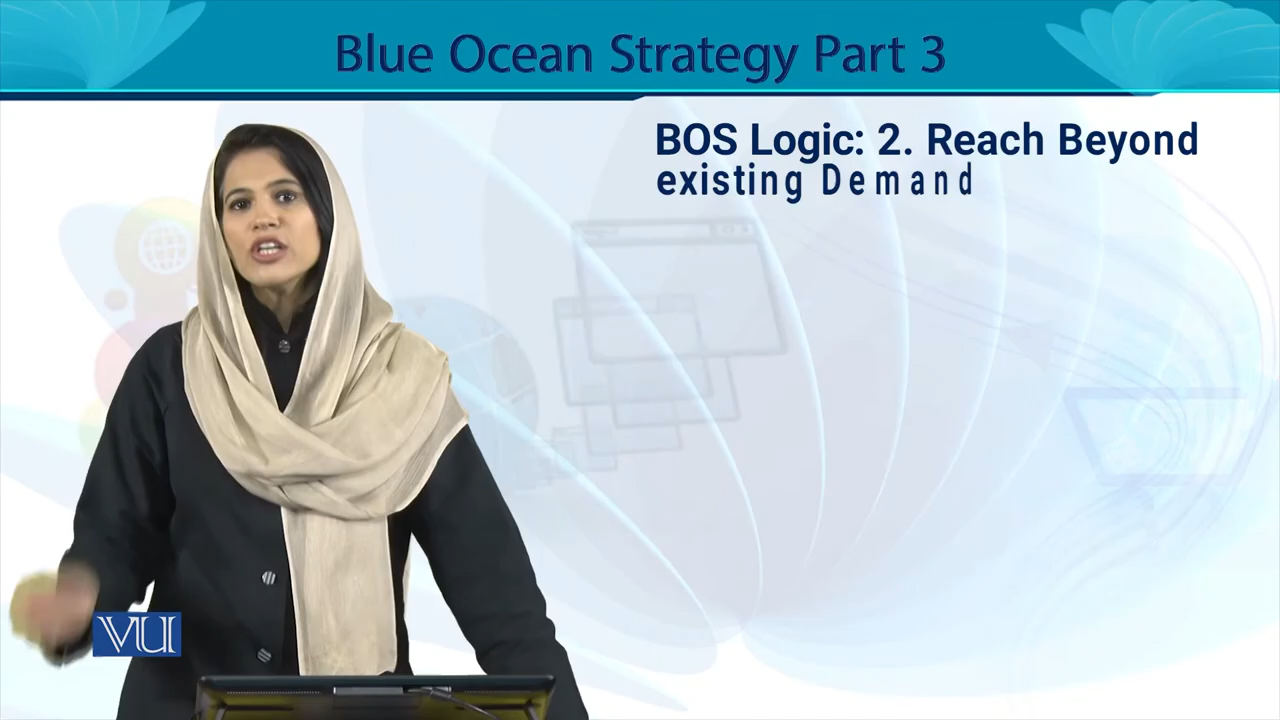 Blue Ocean Strategy Part 3
BOS Logic: 2. Reach Beyond
existing Demand
VU